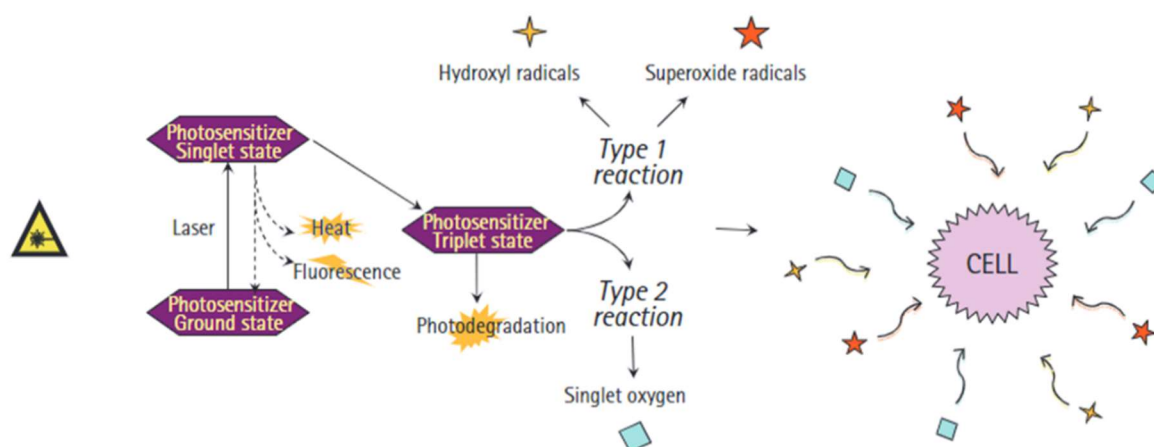 Hydroxyl radicals
Superoxide radicals
Photosensitizer
Singlet state
Type 1
reaction
Laser
Heat
Fluorescence
Photosensitizer
Triplet state
CELL
Photosensitizer
Ground state
Photodegradation
Type 2
reaction
Singlet oxygen